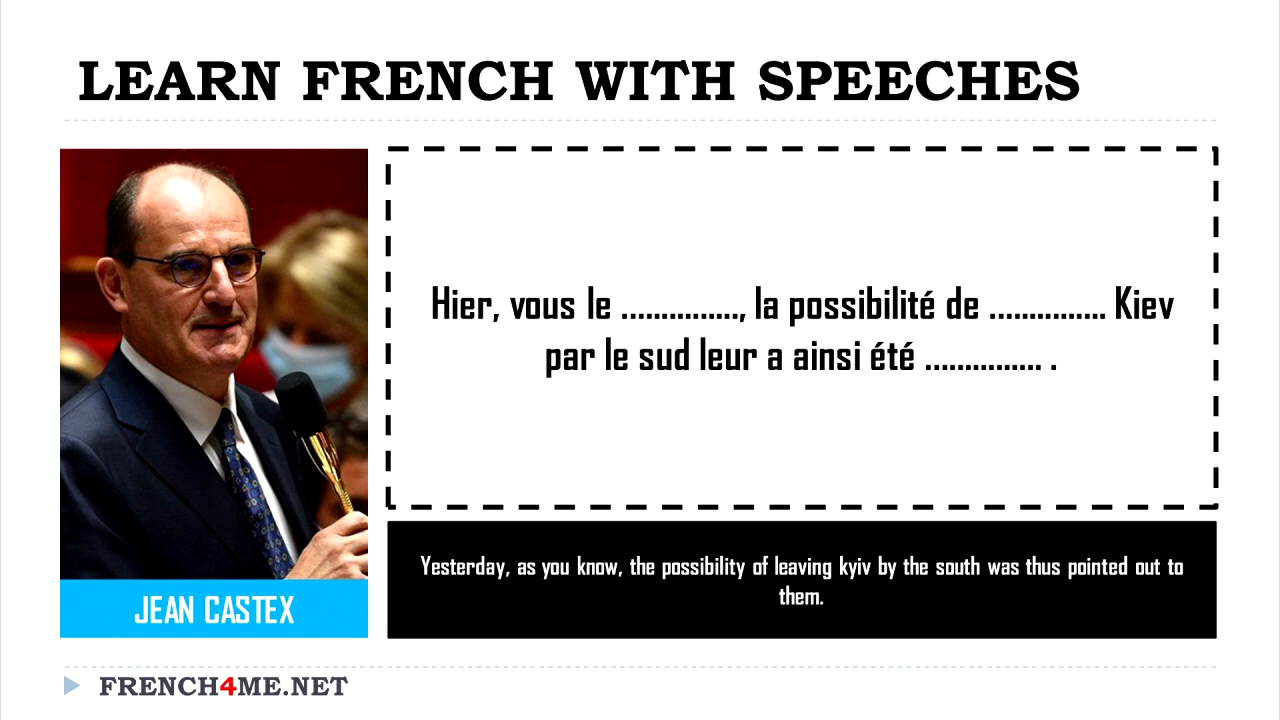 LEARN FRENCH WITH SPEECHES
Hier, vous le ..............., la possibilité de ............... Kiev
par le sud leur a ainsi été ............... .
Yesterday, as you know, the possibility of leaving kyiv by the south was thus pointed out to
them.
JEAN CASTEX
FRENCH4ME.NET